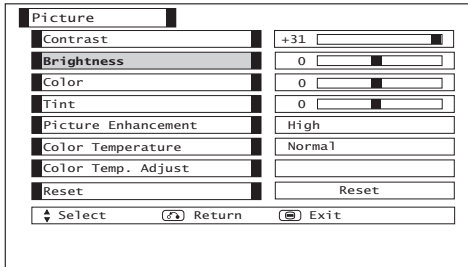 Picture
Contrast +31
Brightness 0
Color 0
Tint 0
Picture Enhancement High
Color Temperature Normal
Color Temp. Adjust
Reset Reset
Select Return Exit